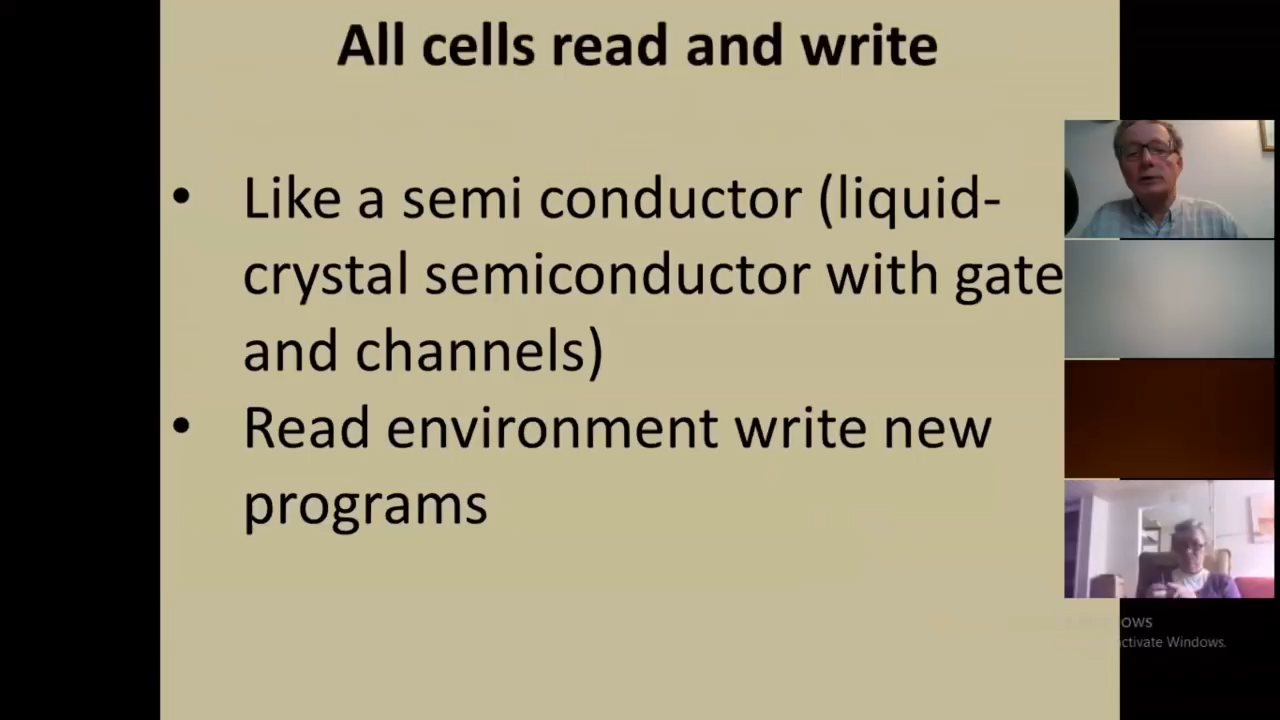 All cells read and write
• Like a semi conductor (liquid-
crystal semiconductor with gate
and channels)
• Read environment write new
programs
ctivate Windows.